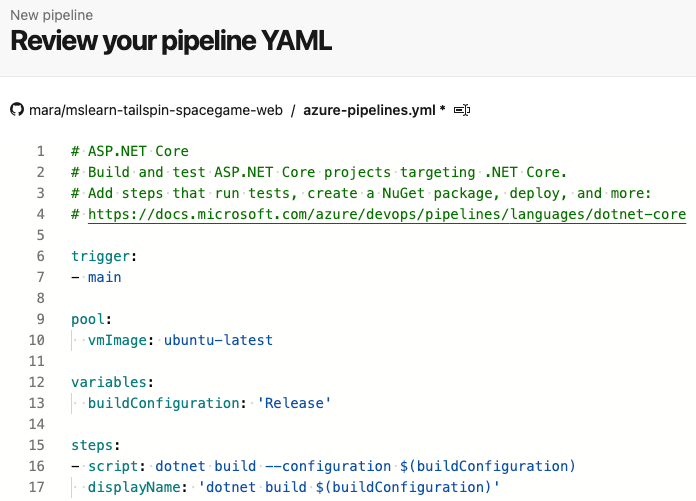 New pipeline
Review your pipeline YAML
mara/mslearn-tailspin-spacegame-web / azure-pipelines.yml *
1 # ASP.NET Core
2 # Build and test ASP.NET Core projects targeting .NET Core.
3 # Add steps that run tests, create a NuGet package, deploy, and more:
4 # https://docs.microsoft.com/azure/devops/pipelines/languages/dotnet-core
5
6 trigger:
7 - main
8
9 pool:
10   vmImage: ubuntu-latest
11
12 variables:
13   buildConfiguration: 'Release'
14
15 steps:
16 - script: dotnet build --configuration $(buildConfiguration)
17   displayName: 'dotnet build $(buildConfiguration)'